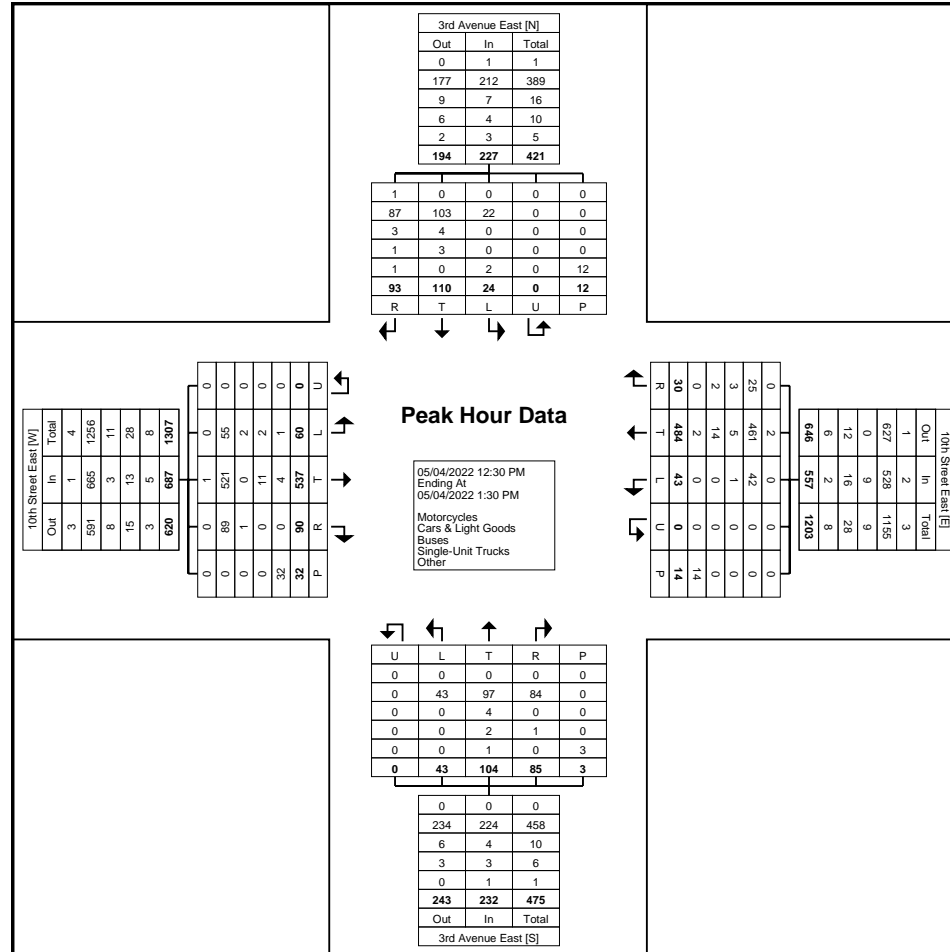 3rd Avenue East [N]
Out In Total
0 1 1
177 212 389
9 7 16
6 4 10
2 3 5
194 227 421
1 0 0 0 0
87 103 22 0 0
3 4 0 0 0
1 3 0 0 0
1 0 2 0 12
93 110 24 0 12
R T L U P
10th Street East [W]
Total In Out
4 1 3
1256 665 591
11 3 8
28 13 15
8 5 3
1307 687 620
0 0 0 0 0 0 U
0 55 2 2 1 60 L
1 521 0 11 4 537 T
0 89 1 0 0 90 R
0 0 0 0 32 32 P
Peak Hour Data
05/04/2022 12:30 PM
Ending At
05/04/2022 1:30 PM
Motorcycles
Cars & Light Goods
Buses
Single-Unit Trucks
Other
R 30 0 2 3 25 0
T 484 2 14 5 461 2
L 43 0 0 1 42 0
U 0 0 0 0 0 0
P 14 14 0 0 0 0
10th Street East [E]
Out In Total
1 2 3
627 528 1155
0 9 9
12 16 28
6 2 8
646 557 1203
U L T R P
0 0 0 0 0
0 43 97 84 0
0 0 4 0 0
0 0 2 1 0
0 0 1 0 3
0 43 104 85 3
0 0 0
234 224 458
6 4 10
3 3 6
0 1 1
243 232 475
Out In Total
3rd Avenue East [S]